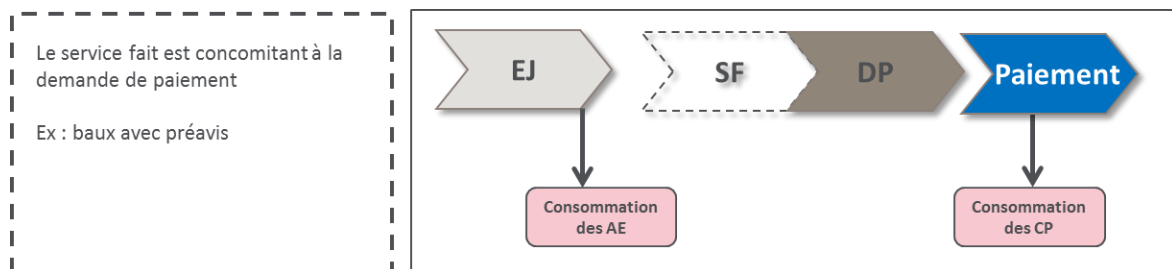 Le service fait est concomitant à la
demande de paiement
Ex : baux avec préavis
EJ
SF
DP
Paiement
Consommation
des AE
Consommation
des CP